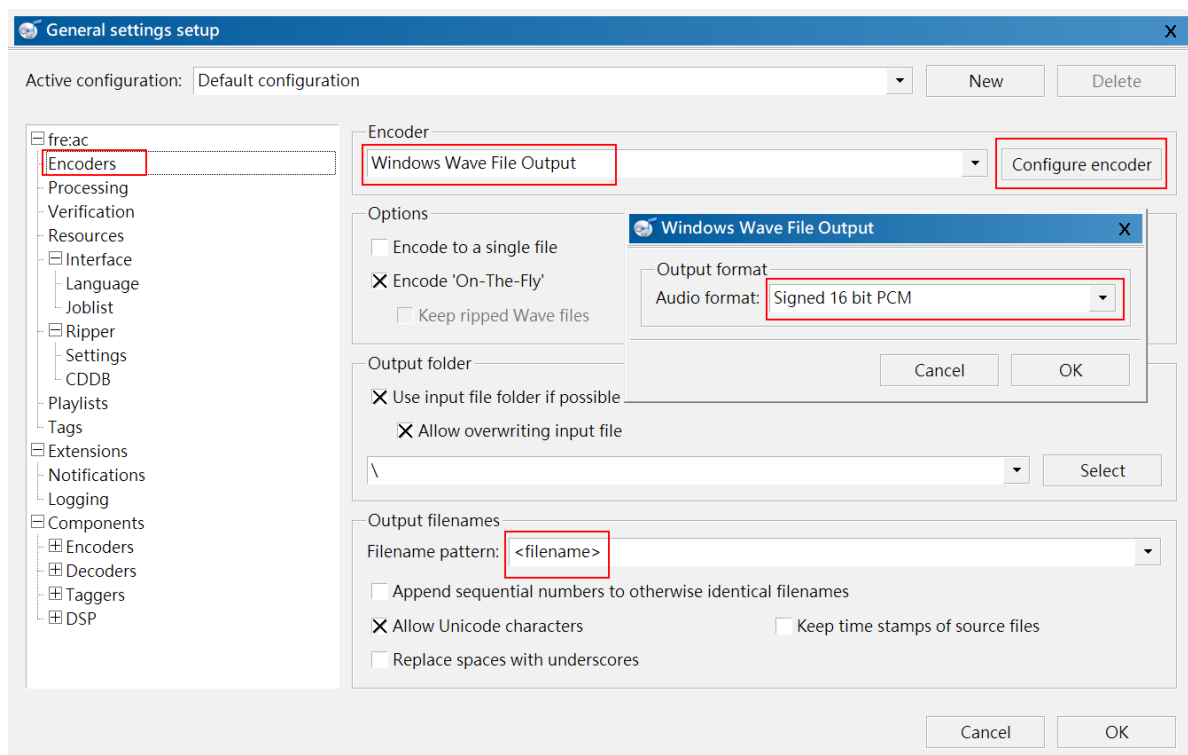 General settings setup
X
Active configuration: Default configuration
New
Delete
fre:ac
Encoders
Processing
Verification
Resources
Interface
Language
Joblist
Ripper
Settings
CDDB
Playlists
Tags
Extensions
Notifications
Logging
Components
Encoders
Decoders
Taggers
DSP
Encoder
Windows Wave File Output
Configure encoder
Options
Encode to a single file
Encode 'On-The-Fly'
Keep ripped Wave files
Windows Wave File Output
X
Output format
Audio format: Signed 16 bit PCM
Cancel
OK
Output folder
Use input file folder if possible
Allow overwriting input file
\
Select
Output filenames
Filename pattern: <filename>
Append sequential numbers to otherwise identical filenames
Allow Unicode characters
Keep time stamps of source files
Replace spaces with underscores
Cancel
OK